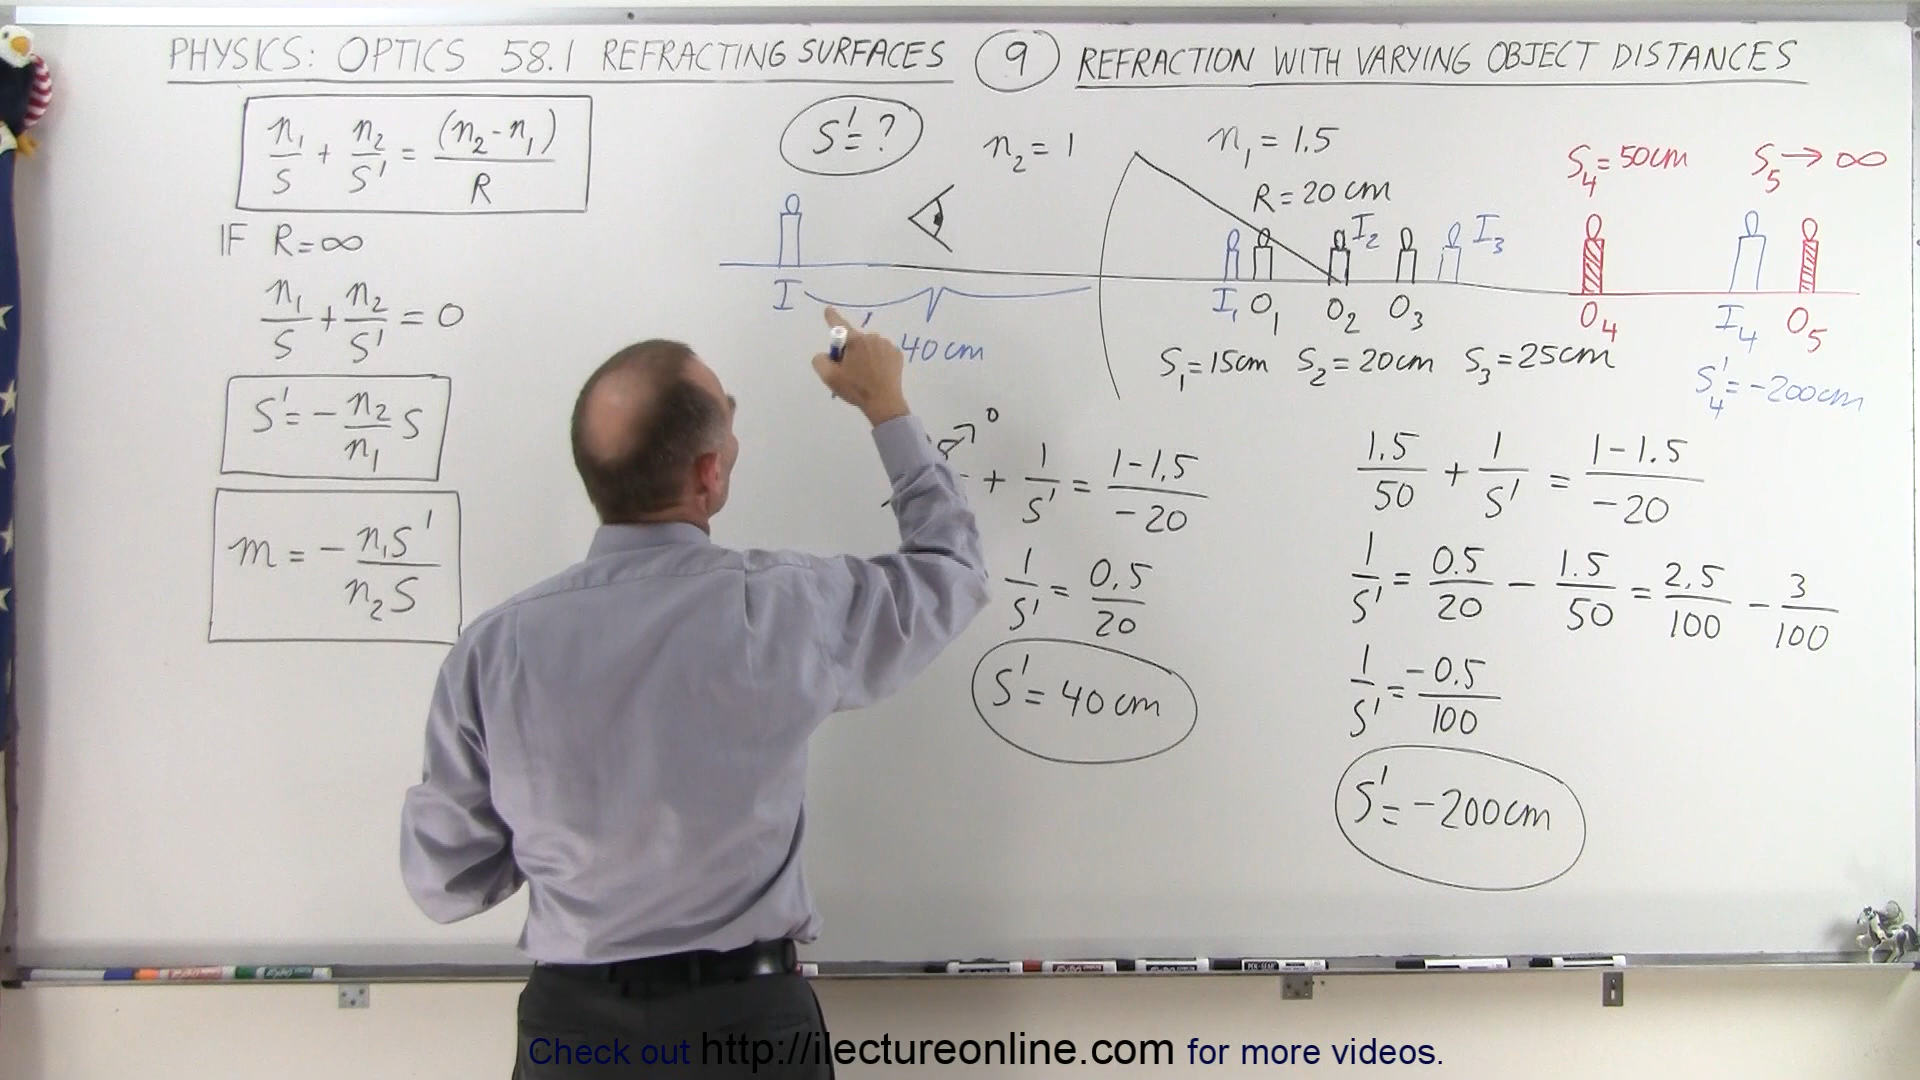 PHYSICS: OPTICS 58.1 REFRACTING SURFACES 9 REFRACTION WITH VARYING OBJECT DISTANCES
n₁/S + n₂/S' = (n₂-n₁)/R
IF R=∞
n₁/S + n₂/S' = 0
S' = - n₂/n₁ S
m = - n₁S'/n₂S
S' = ?
n₂ = 1
n₁ = 1.5
R = 20 cm
S₄ = 50cm
S₅ → ∞
I₂
I₃
I
I₁
O₁
O₂
O₃
O₄
I₄
O₅
40 cm
S₁ = 15cm S₂ = 20cm S₃ = 25cm
S'₄ = -200cm
0
+ 1/S' = 1-1.5/-20
1/S' = 0.5/20
S' = 40 cm
1.5/50 + 1/S' = 1-1.5/-20
1/S' = 0.5/20 - 1.5/50 = 2.5/100 - 3/100
1/S' = -0.5/100
S' = -200cm
Check out http://ilectureonline.com for more videos.